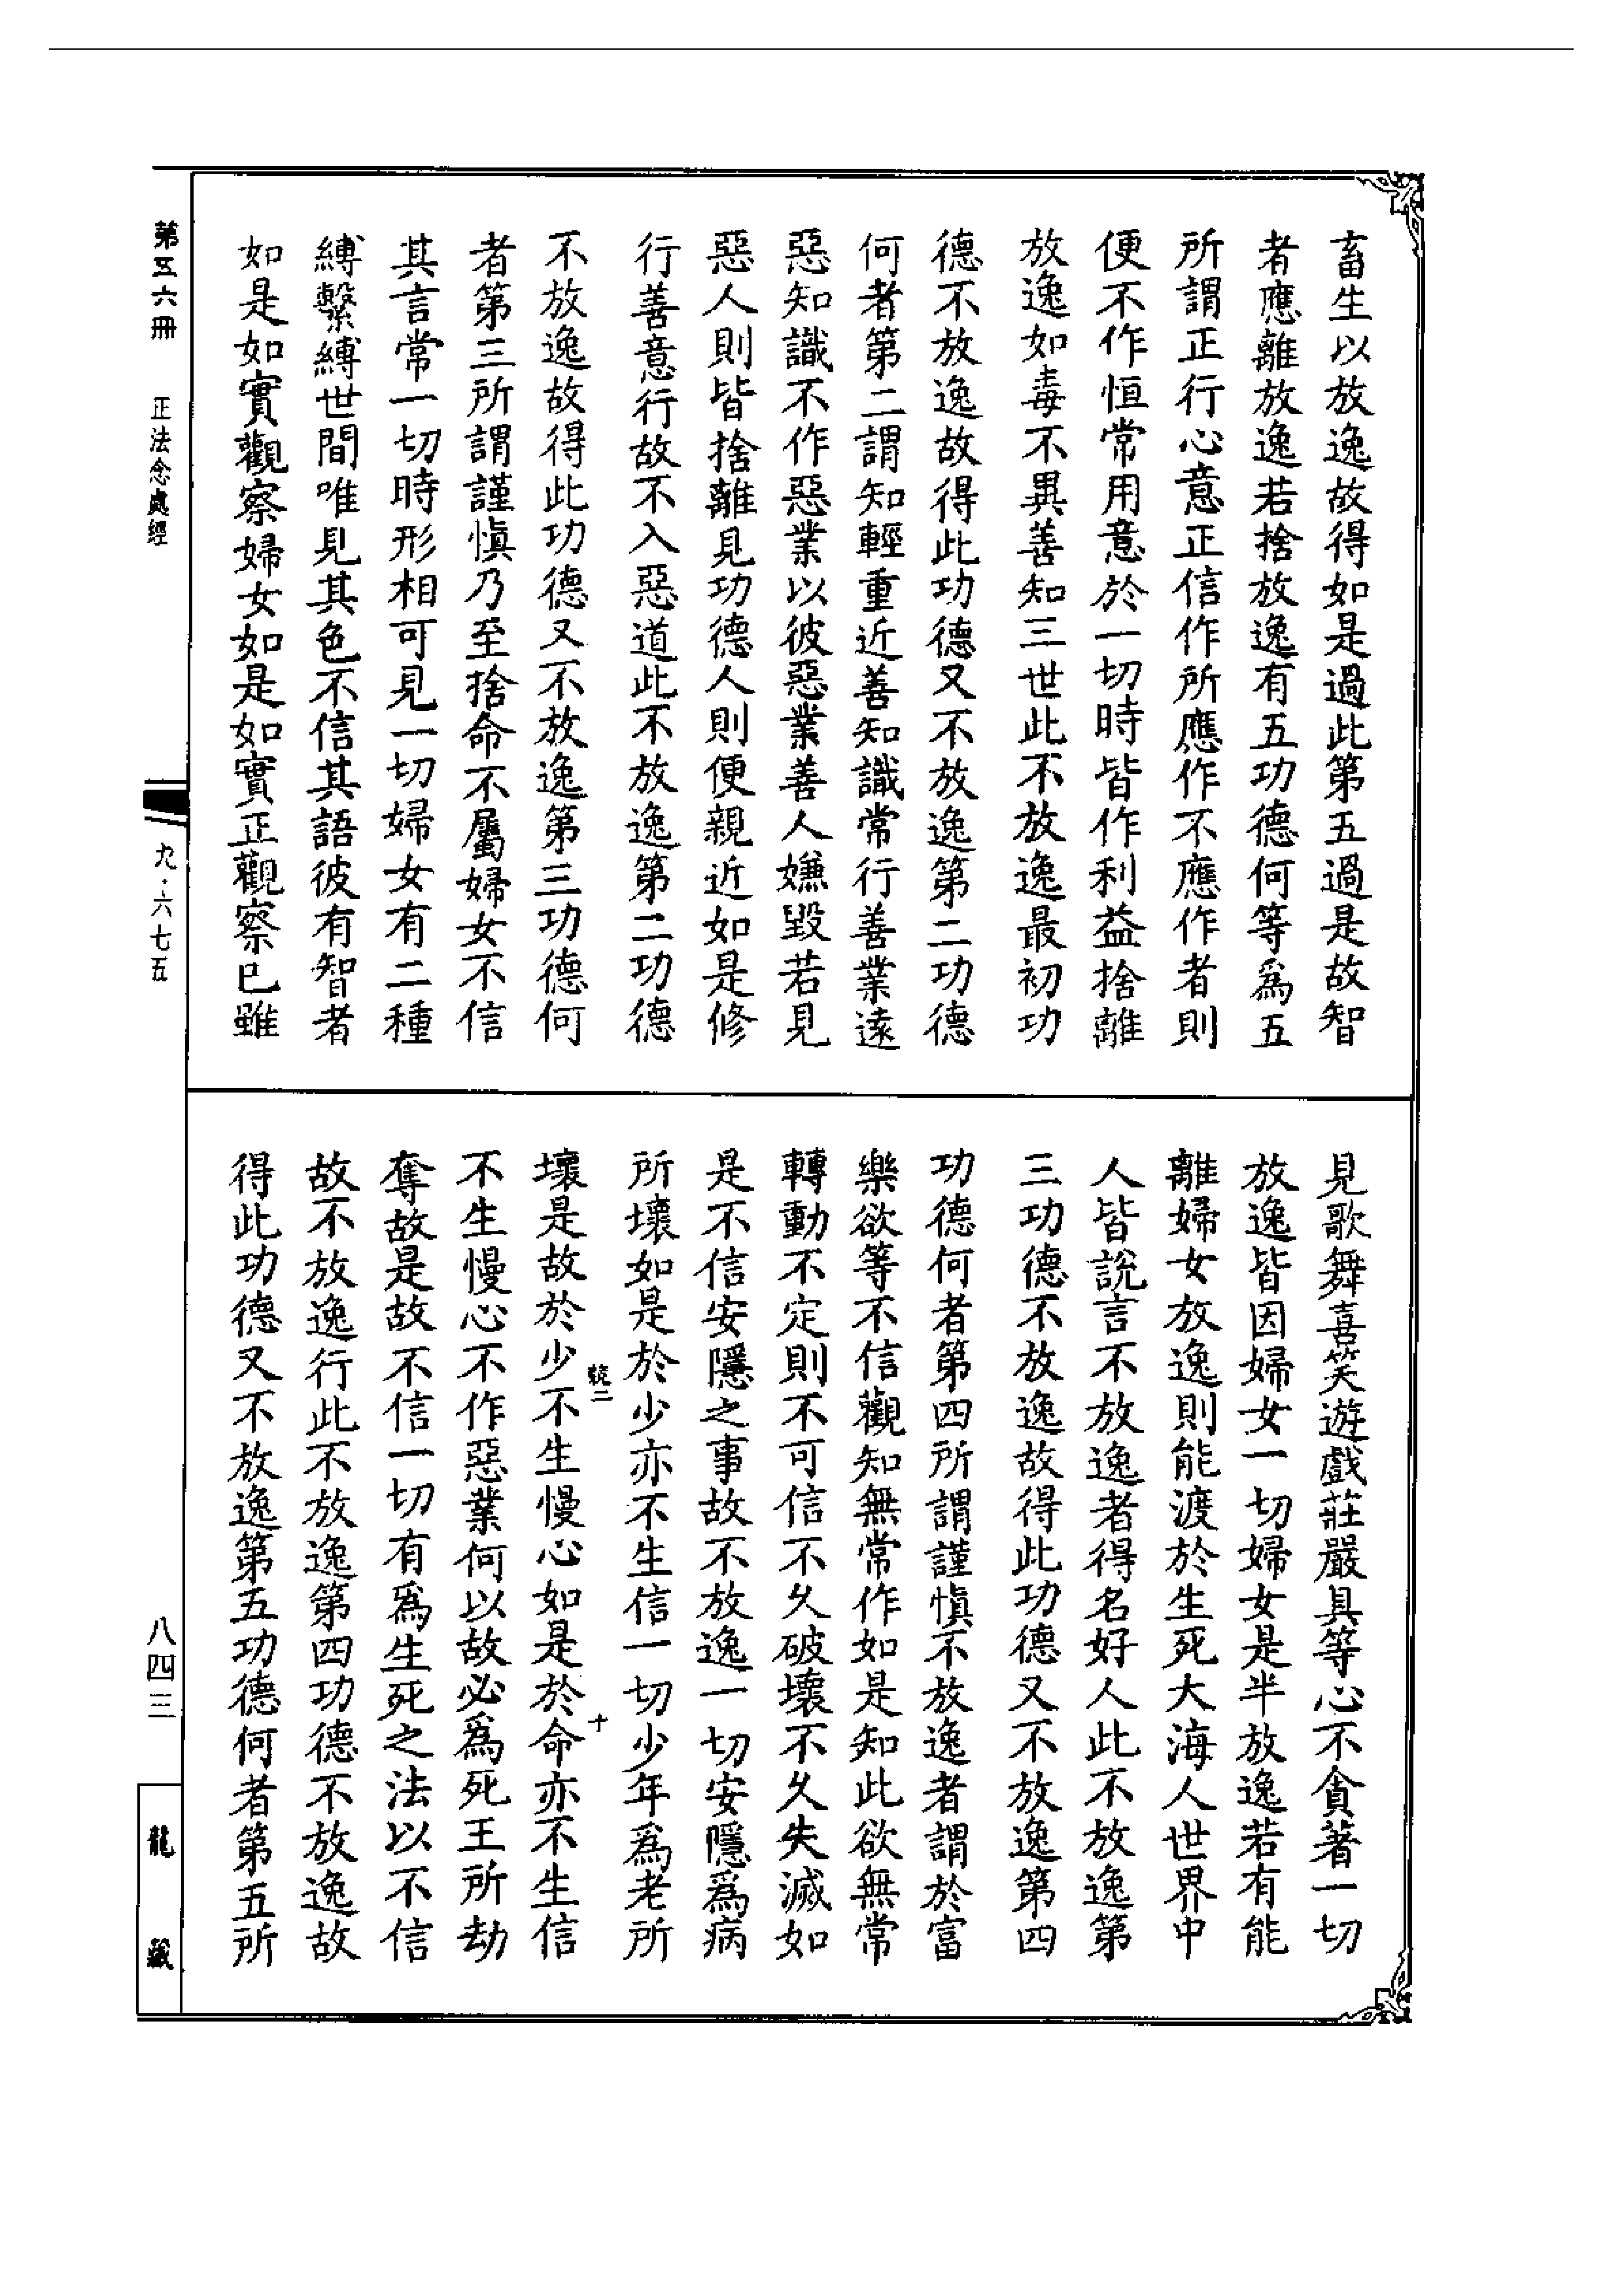 畜生以放逸故得如是過此第五過是故智
者應離放逸若捨放逸有五功德何等爲五
所謂正行心意正信作所應作不應作者則
便不作恒常用意於一切時皆作利益捨離
放逸如毒不異善知三世此不放逸最初功
德不放逸故得此功德又不放逸第二功德
何者第二謂知輕重近善知識常行善業遠
惡知識不作惡業以彼惡業善人嫌毀若見
惡人則皆捨離見功德人則便親近如是修
行善意行故不入惡道此不放逸第二功德
不放逸故得此功德又不放逸第三功德何
者第三所謂謹愼乃至捨命不屬婦女不信
其言常一切時形相可見一切婦女有二種
縛繫縛世間唯見其色不信其語彼有智者
如是如實觀察婦女如是如實正觀察已雖
見歌舞喜笑遊戲莊嚴具等心不貪著一切
放逸皆因婦女一切婦女是半放逸若有能
離婦女放逸則能渡於生死大海人世界中
人皆說言不放逸者得名好人此不放逸第
三功德不放逸故得此功德又不放逸第四
功德何者第四所謂謹愼不放逸者謂於富
樂欲等不信觀知無常作如是知此欲無常
轉動不定則不可信不久破壞不久失滅如
是不信安隱之事故不放逸一切安隱爲病
所壞如是於少亦不生信一切少年爲老所
壞是故於少不生慢心如是於命亦不生信
不生慢心不作惡業何以故必爲死王所劫
奪故是故不信一切有爲生死之法以不信
故不放逸行此不放逸第四功德不放逸故
得此功德又不放逸第五功德何者第五所
第五六冊
正法念處經
九·六七五
八四三
龍藏
十